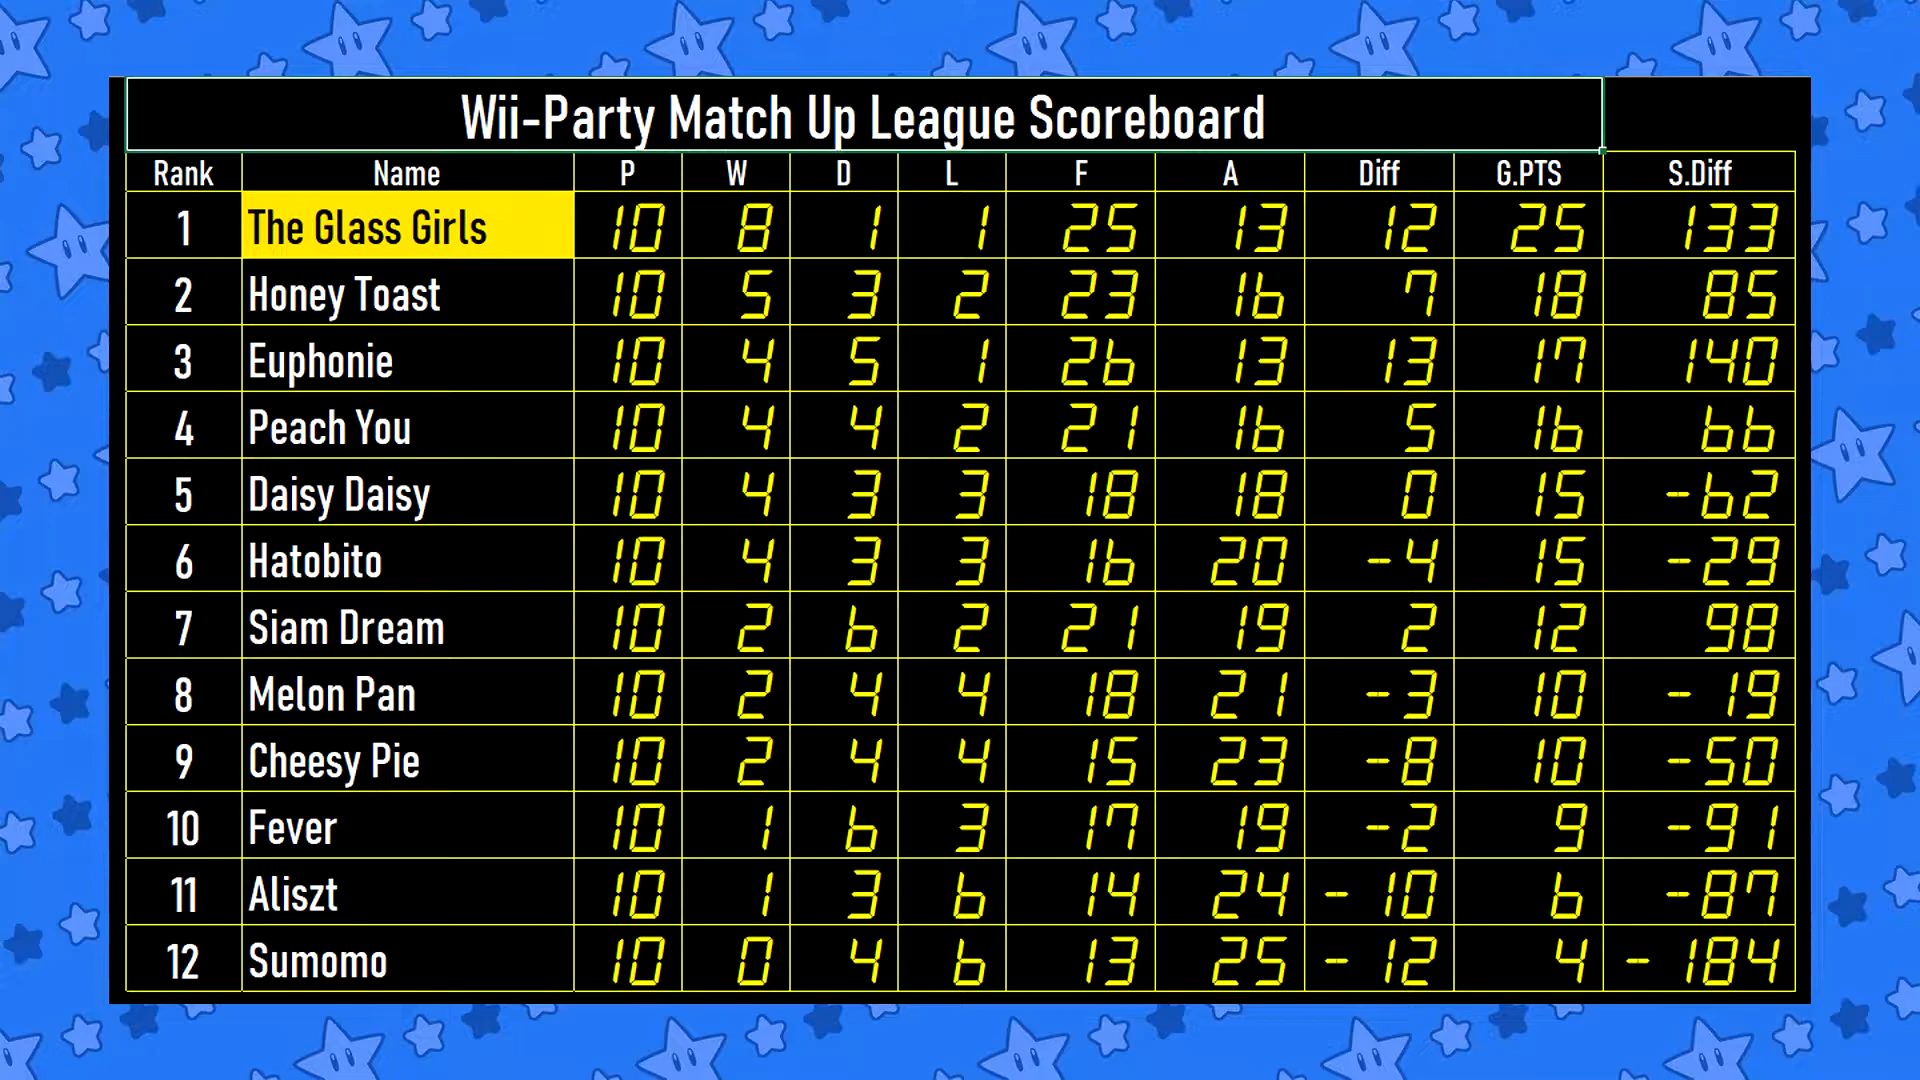 Wii-Party Match Up League Scoreboard
Rank Name P W D L F A Diff G.PTS S.Diff
1 The Glass Girls 10 8 1 1 25 13 12 25 133
2 Honey Toast 10 5 3 2 23 16 7 18 85
3 Euphonie 10 4 5 1 26 13 13 17 140
4 Peach You 10 4 4 2 21 16 5 16 66
5 Daisy Daisy 10 4 3 3 18 18 0 15 -62
6 Hatobito 10 4 3 3 16 20 -4 15 -29
7 Siam Dream 10 2 6 2 21 19 2 12 98
8 Melon Pan 10 2 4 4 18 21 -3 10 -19
9 Cheesy Pie 10 2 4 4 15 23 -8 10 -50
10 Fever 10 1 6 3 17 19 -2 9 -91
11 Aliszt 10 1 3 6 14 24 -10 6 -87
12 Sumomo 10 0 4 6 13 25 -12 4 -184